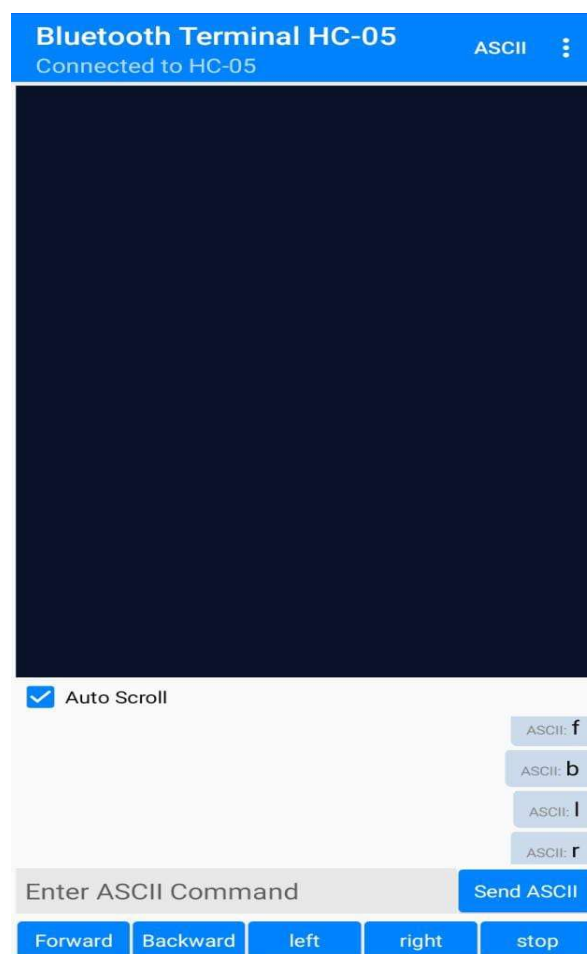 Bluetooth Terminal HC-05
Connected to HC-05
ASCII
Auto Scroll
ASCII: f
ASCII: b
ASCII: l
ASCII: r
Enter ASCII Command
Send ASCII
Forward Backward left right stop